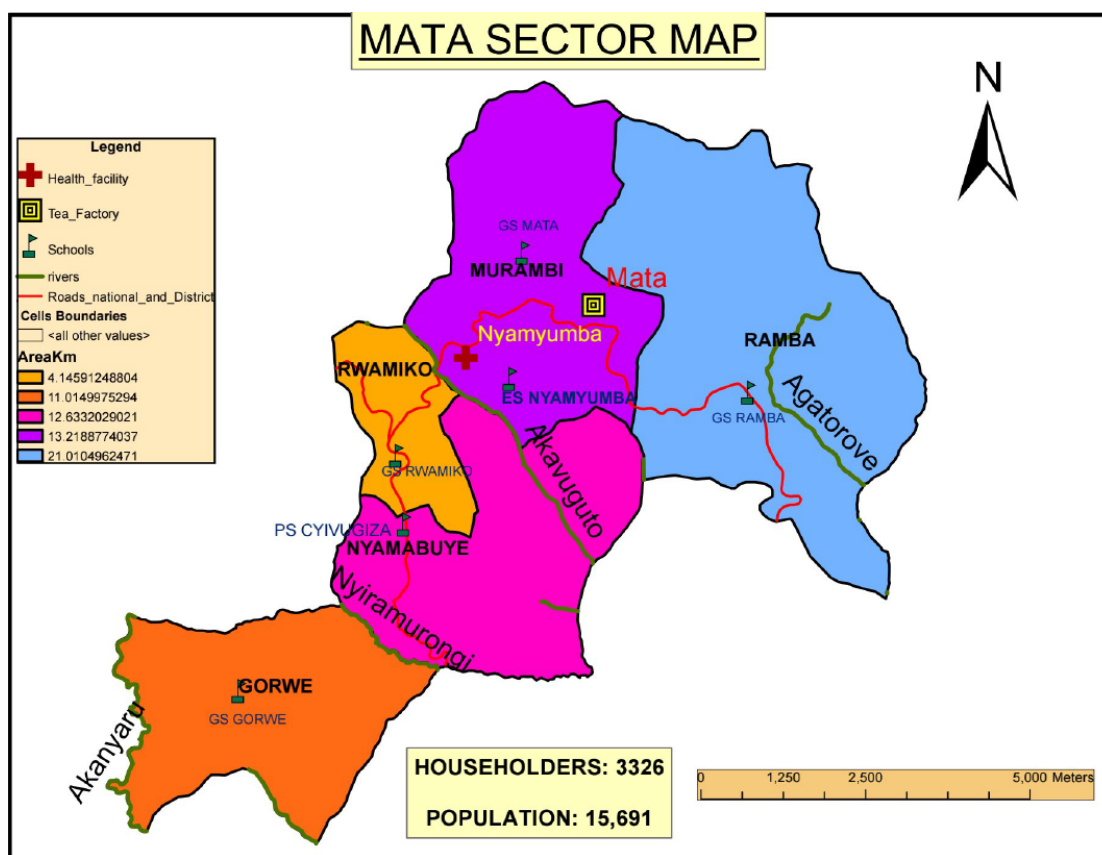 MATA SECTOR MAP
N
Legend
Health_facility
Tea_Factory
Schools
rivers
Roads_national_and_District
Cells Boundaries
<all other values>
AreaKm
4.14591248804
11.0149975294
12.6332029021
13.2188774037
21.0104962471
GS MATA
MURAMBI
Mata
Nyamyumba
RAMBA
RWAMIKO
ES NYAMYUMBA
GS RAMBA
Agatorove
Akavuguto
GS RWAMIKO
PS CYIVUGIZA
NYAMABUYE
Nyiramurongi
GORWE
GS GORWE
Akanyaru
HOUSEHOLDERS: 3326
POPULATION: 15,691
0 1,250 2,500 5,000 Meters